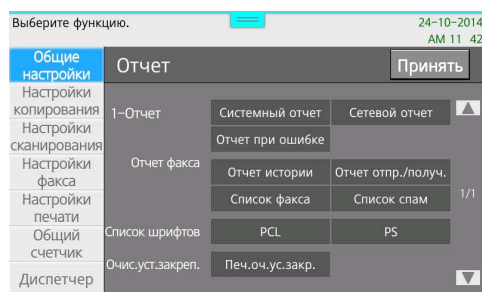 Выберите функцию.
24-10-2014
AM 11 42
Общие
настройки
Настройки
копирования
Настройки
сканирования
Настройки
факса
Настройки
печати
Общий
счетчик
Диспетчер
Отчет
Принять
1-Отчет
Системный отчет
Сетевой отчет
Отчет при ошибке
Отчет факса
Отчет истории
Отчет отпр./получ.
Список факса
Список спам
1/1
Список шрифтов
PCL
PS
Очис.уст.закреп.
Печ.оч.ус.закр.